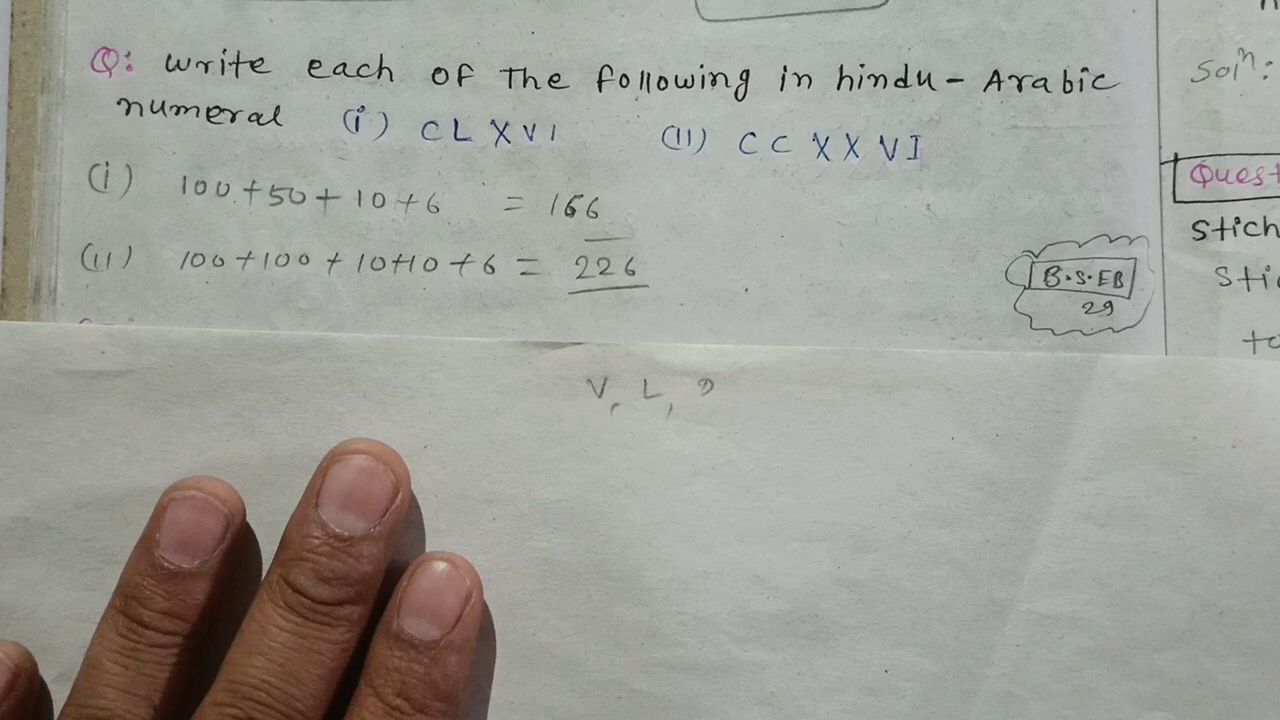 Q: write each of the following in hindu - Arabic
numeral (i) CLXVI (II) CCXXVI
(i) 100+50+10+6 = 166
(II) 100+100+10+10+6 = 226
B.S.EB
29
V, L,
Soln:
Quest
Stich
Sti
to